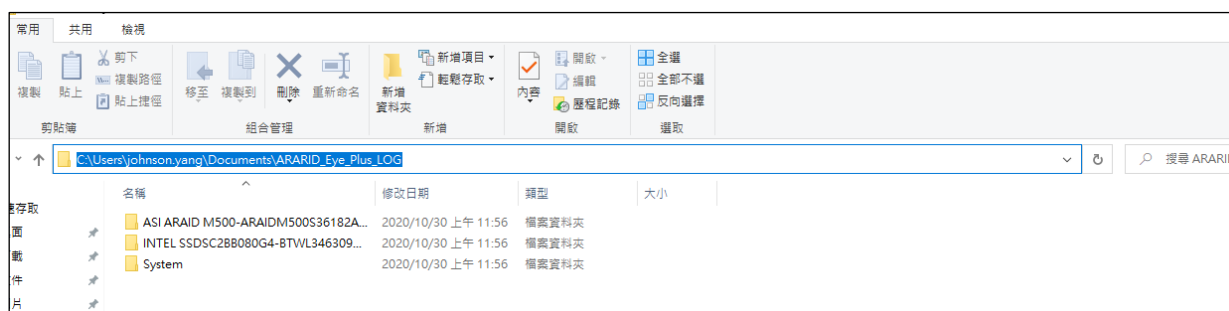 常用 共用 檢視
複製
貼上
剪下
複製路徑
貼上捷徑
剪貼簿
移至
複製到
刪除
重新命名
組合管理
新增
資料夾
新增項目
輕鬆存取
新增
內容
開啟
編輯
歷程記錄
開啟
全選
全部不選
反向選擇
選取
C:\Users\johnson.yang\Documents\ARARID_Eye_Plus_LOG
搜尋 ARARI
名稱 修改日期 類型 大小
速存取
面
載
件
片
ASI ARAID M500-ARAIDM500S36182A... 2020/10/30 上午 11:56 檔案資料夾
INTEL SSDSC2BB080G4-BTWL346309... 2020/10/30 上午 11:56 檔案資料夾
System 2020/10/30 上午 11:56 檔案資料夾